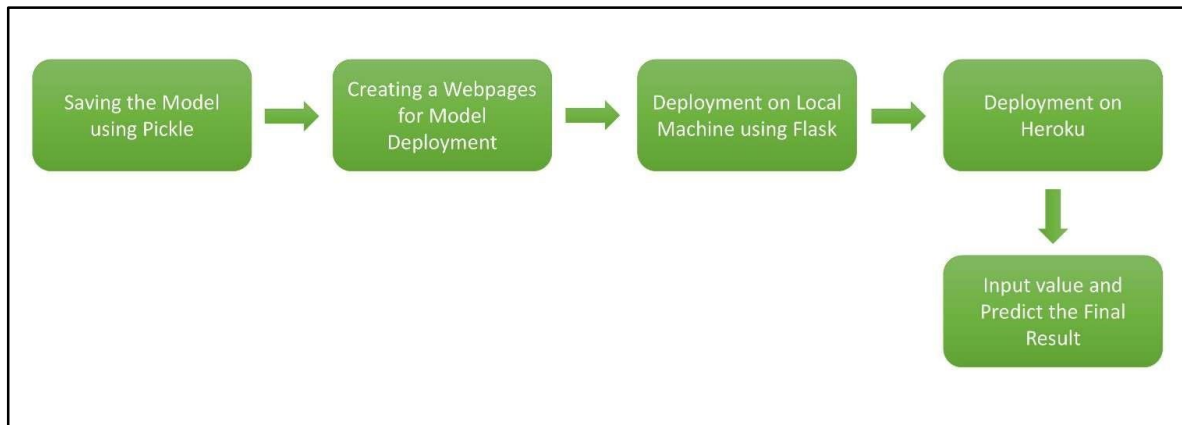 Saving the Model
using Pickle
Creating a Webpages
for Model
Deployment
Deployment on Local
Machine using Flask
Deployment on
Heroku
Input value and
Predict the Final
Result